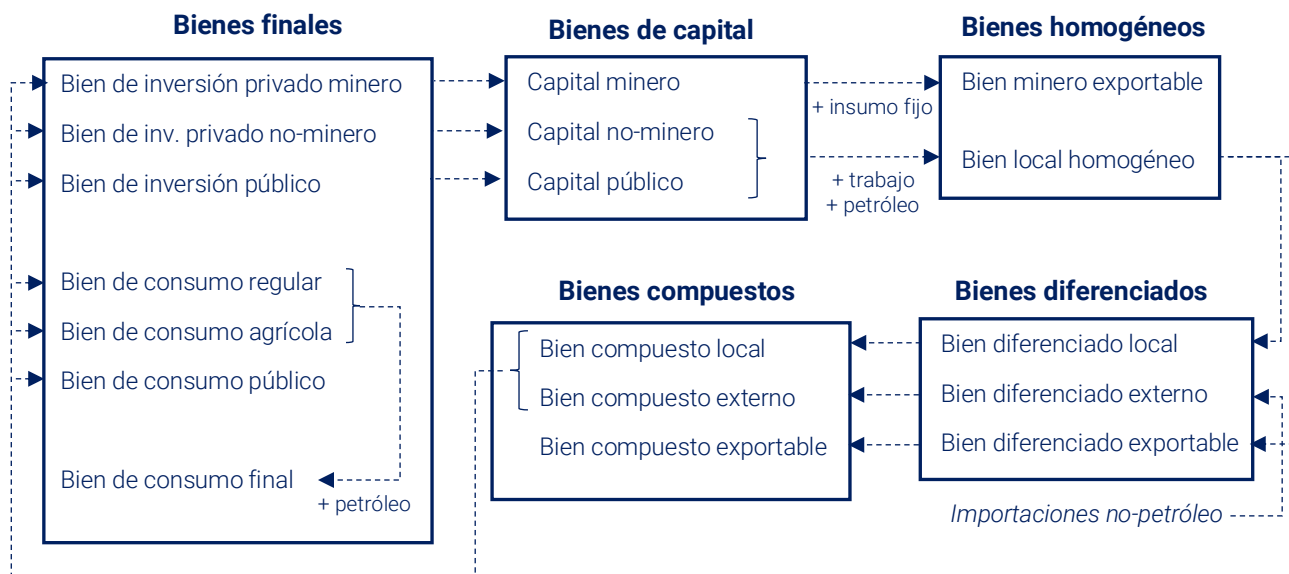 Bienes finales
Bien de inversión privado minero
Bien de inv. privado no-minero
Bien de inversión público
Bien de consumo regular
Bien de consumo agrícola
Bien de consumo público
Bien de consumo final
+ petróleo
Bienes de capital
Capital minero
Capital no-minero
Capital público
+ insumo fijo
+ trabajo
+ petróleo
Bienes homogéneos
Bien minero exportable
Bien local homogéneo
Bienes compuestos
Bien compuesto local
Bien compuesto externo
Bien compuesto exportable
Bienes diferenciados
Bien diferenciado local
Bien diferenciado externo
Bien diferenciado exportable
Importaciones no-petróleo